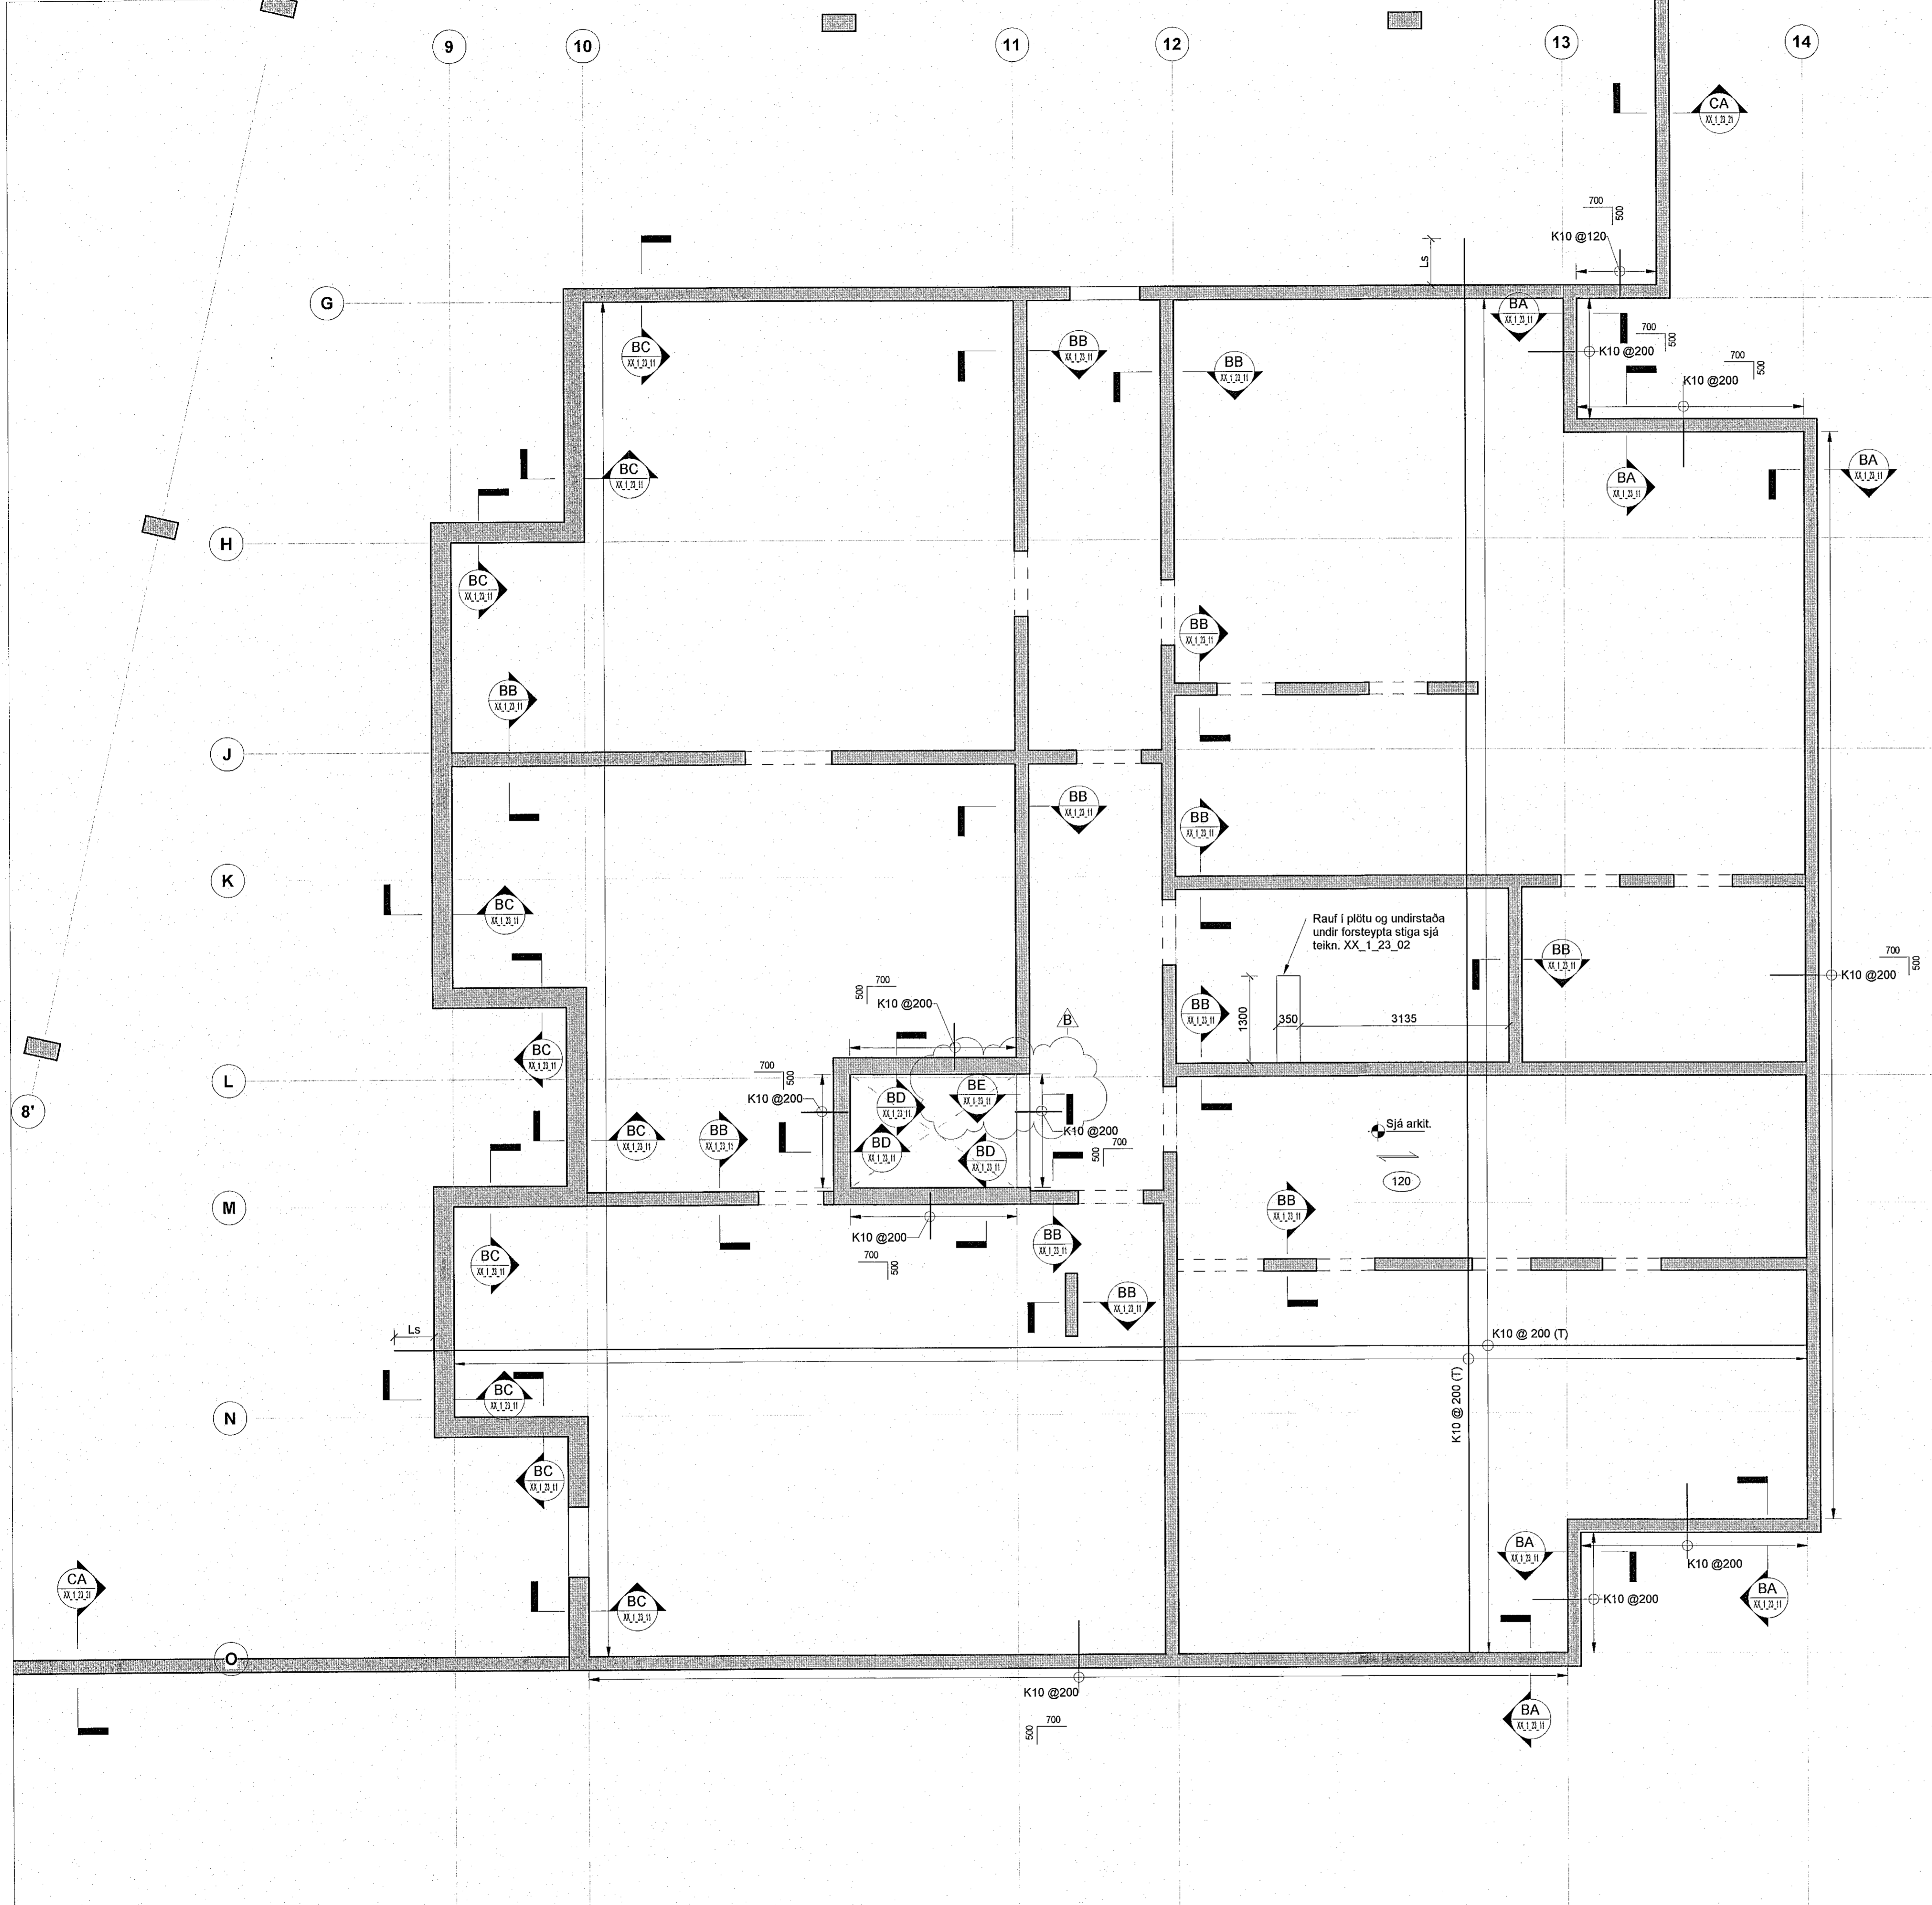 9
10
11
12
13
14
CA
XX_1_23_21
700
500
K10 @120
Ls
G
BA
XX_1_23_11
700
500
K10 @200
BC
XX_1_23_11
BB
XX_1_23_11
BB
XX_1_23_11
700
500
K10 @200
BC
XX_1_23_11
BA
XX_1_23_11
BA
XX_1_23_11
H
BC
XX_1_23_11
BB
XX_1_23_11
BB
XX_1_23_11
J
BB
XX_1_23_11
BB
XX_1_23_11
K
BC
XX_1_23_11
Rauf í plötu og undirstaða
undir forsteypta stiga sjá
teikn. XX_1_23_02
BB
XX_1_23_11
700
500
K10 @200
700
500
K10 @200
B
BB
XX_1_23_11
1300
350
3135
BC
XX_1_23_11
L
700
500
K10 @200
BD
XX_1_23_11
BE
XX_1_23_11
8'
BC
XX_1_23_11
BB
XX_1_23_11
BD
XX_1_23_11
BD
XX_1_23_11
K10 @200
700
500
Sjá arkit.
120
M
BB
XX_1_23_11
K10 @200
700
500
BB
XX_1_23_11
BC
XX_1_23_11
BB
XX_1_23_11
Ls
K10 @ 200 (T)
K10 @ 200 (T)
BC
XX_1_23_11
N
BC
XX_1_23_11
BA
XX_1_23_11
K10 @200
CA
XX_1_23_21
BC
XX_1_23_11
K10 @200
BA
XX_1_23_11
O
K10 @200
700
500
BA
XX_1_23_11